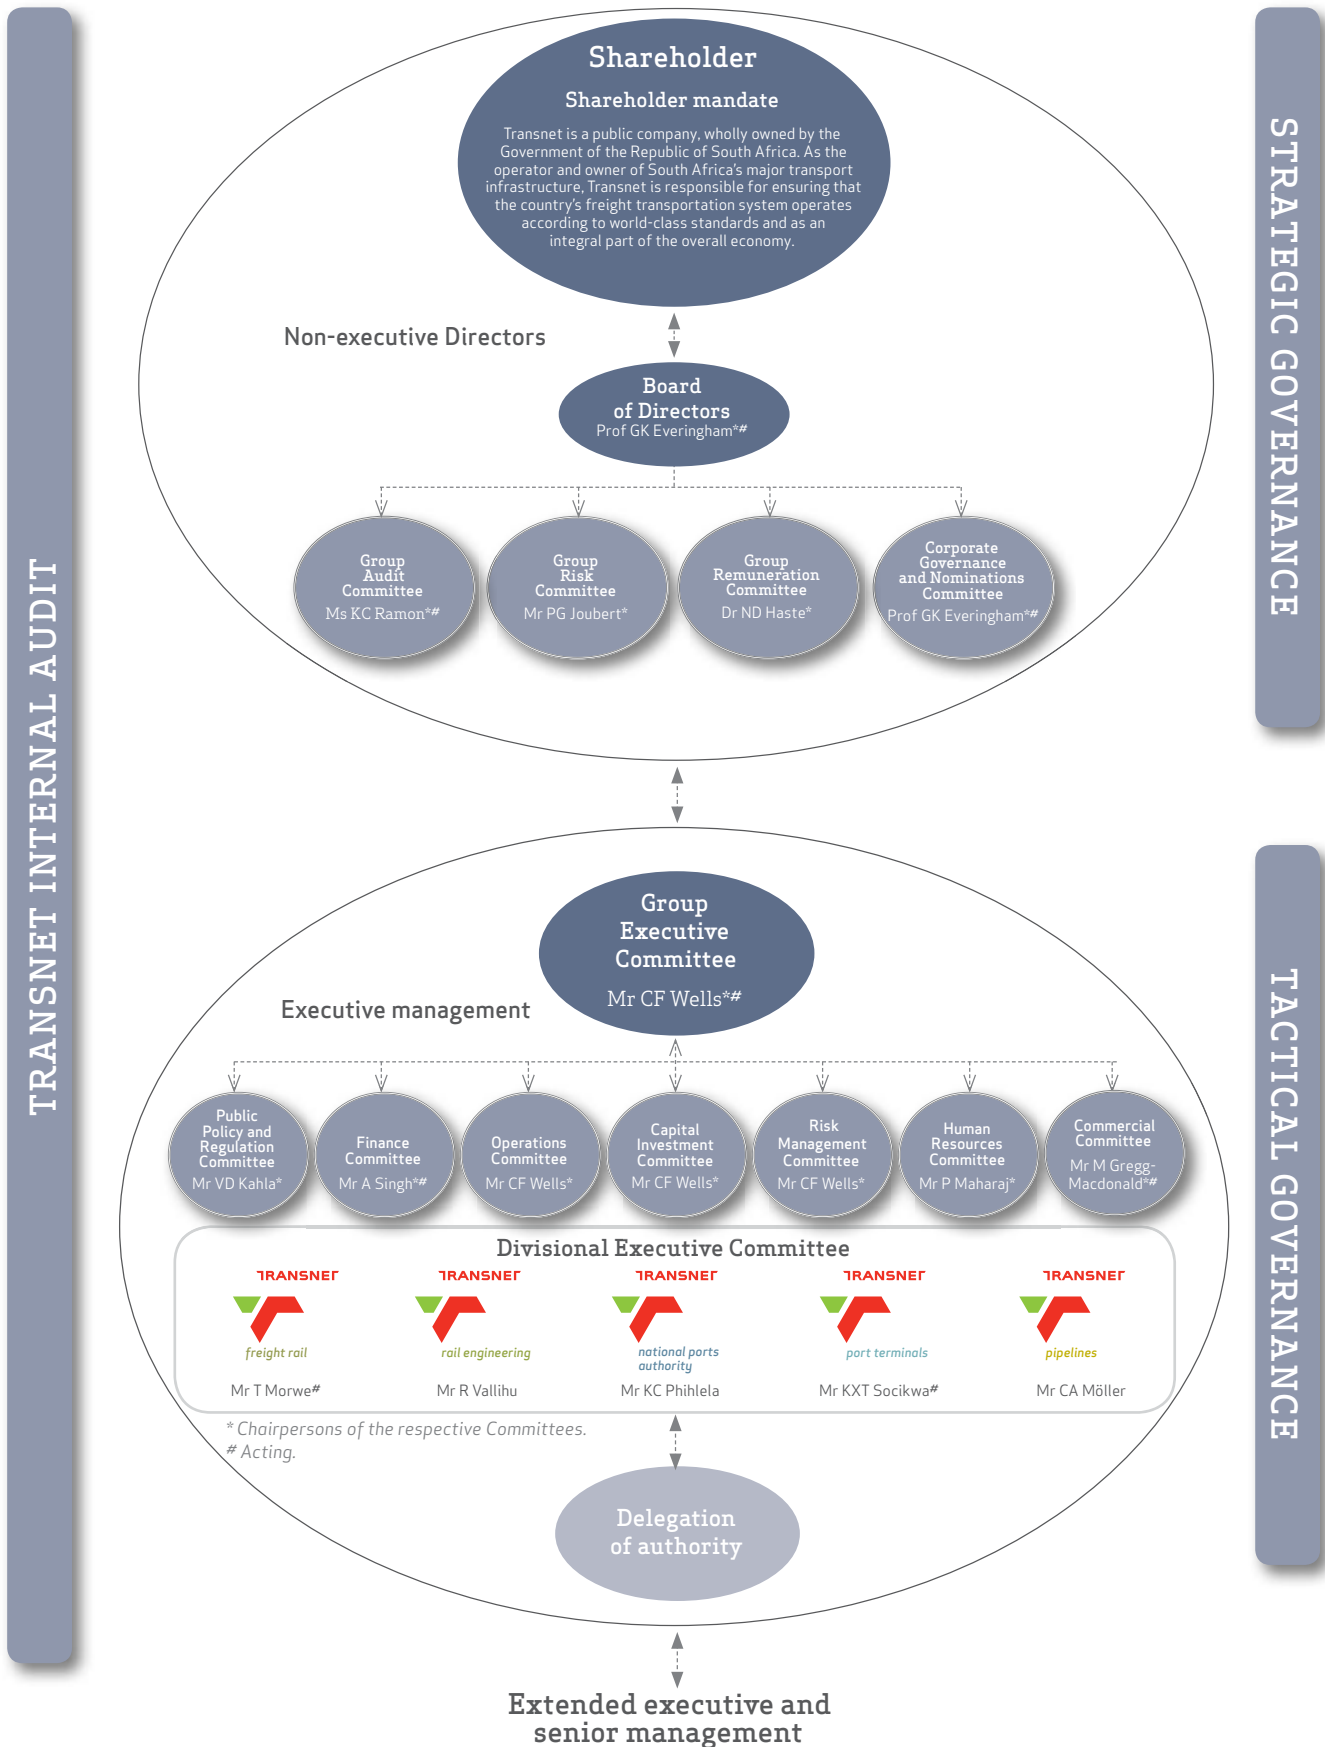 TRANSNET INTERNAL AUDIT
STRATEGIC GOVERNANCE
Shareholder
Shareholder mandate
Transnet is a public company, wholly owned by the
Government of the Republic of South Africa. As the
operator and owner of South Africa's major transport
infrastructure, Transnet is responsible for ensuring that
the country's freight transportation system operates
according to world-class standards and as an
integral part of the overall economy.
Non-executive Directors
Board
of Directors
Prof GK Everingham*#
Group
Audit
Committee
Ms KC Ramon*#
Group
Risk
Committee
Mr PG Joubert*
Group
Remuneration
Committee
Dr ND Haste*
Corporate
Governance
and Nominations
Committee
Prof GK Everingham*#
TACTICAL GOVERNANCE
Group
Executive
Committee
Mr CF Wells*#
Executive management
Public
Policy and
Regulation
Committee
Mr VD Kahla*
Finance
Committee
Mr A Singh*#
Operations
Committee
Mr CF Wells*
Capital
Investment
Committee
Mr CF Wells*
Risk
Management
Committee
Mr CF Wells*
Human
Resources
Committee
Mr P Maharaj*
Commercial
Committee
Mr M Gregg-
Macdonald*#
Divisional Executive Committee
TRANSNET
freight rail
Mr T Morwe#
TRANSNET
rail engineering
Mr R Vallihu
TRANSNET
national ports
authority
Mr KC Phihlela
TRANSNET
port terminals
Mr KXT Socikwa#
TRANSNET
pipelines
Mr CA Möller
* Chairpersons of the respective Committees.
# Acting.
Delegation
of authority
Extended executive and
senior management